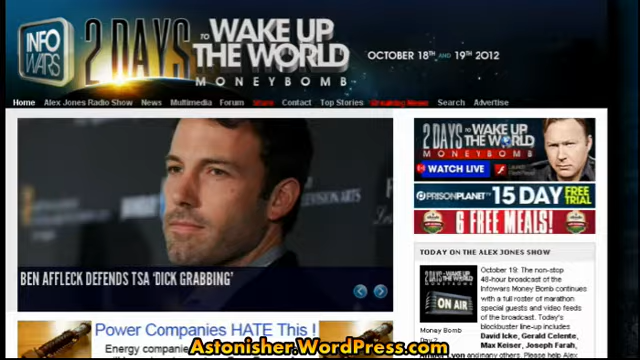 INFO
WARS
2 DAYS TO WAKE UP
THE WORLD
MONEYBOMB
OCTOBER 18TH AND 19TH 2012
Home Alex Jones Radio Show News Multimedia Forum Store Contact Top Stories Breaking News Search Advertise
BEN AFFLECK DEFENDS TSA 'DICK GRABBING'
2 DAYS TO WAKE UP
THE WORLD
MONEYBOMB
WATCH LIVE
PRISONPLANET 15 DAY FREE
TRIAL
6 FREE MEALS!
TODAY ON THE ALEX JONES SHOW
ON AIR
October 19: The non-stop
48-hour broadcast of the
Infowars Money Bomb continues
with a full roster of marathon
special guests and video feeds
of the broadcast. Today's
blockbuster line-up includes
David Icke, Gerald Celente,
Max Keiser, Joseph Farah,
Lyon and many others. Please help Alex
Money Bomb
Power Companies HATE This !
Energy compani
Astonisher.WordPress.com